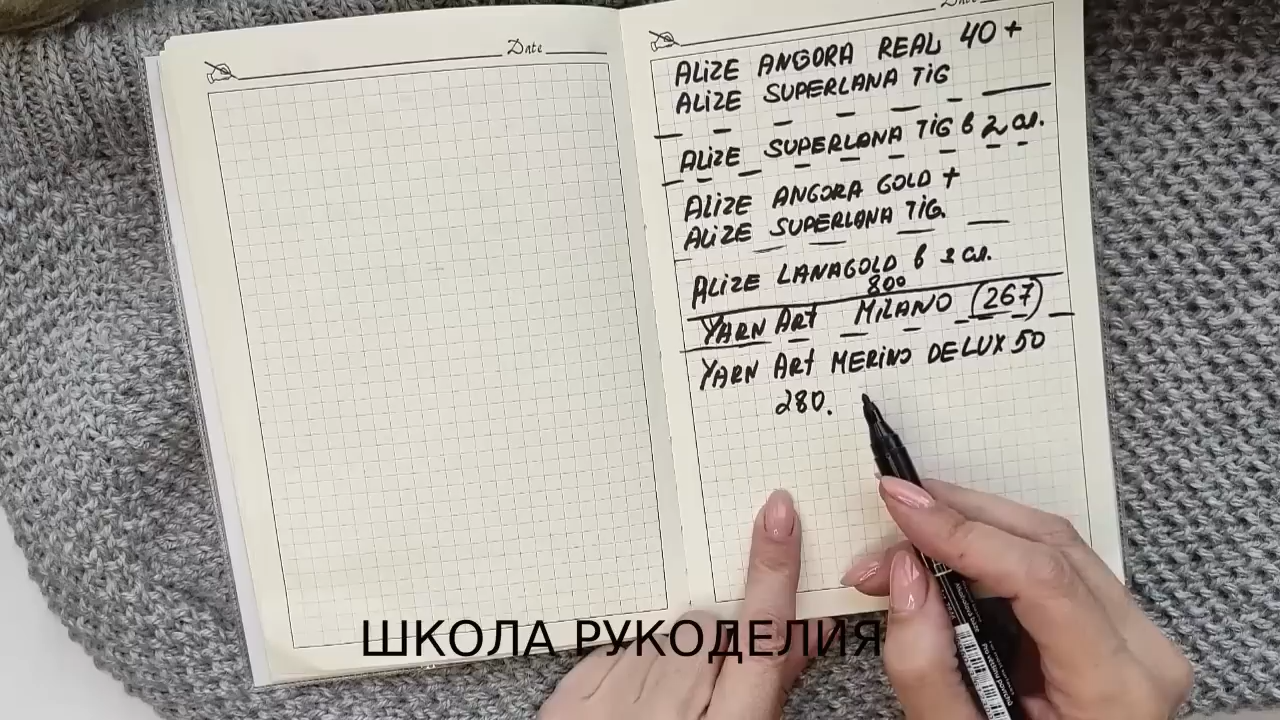 Date
Date
ALIZE ANGORA REAL 40 +
ALIZE SUPERLANA TIG
ALIZE SUPERLANA TIG в 2 сл.
ALIZE ANGORA GOLD +
ALIZE SUPERLANA TIG.
ALIZE LANAGOLD в 2 сл.
800
YARN ART MILANO (267)
YARN ART MERINO DELUX 50
280.
ШКОЛА РУКОДЕЛИЯ